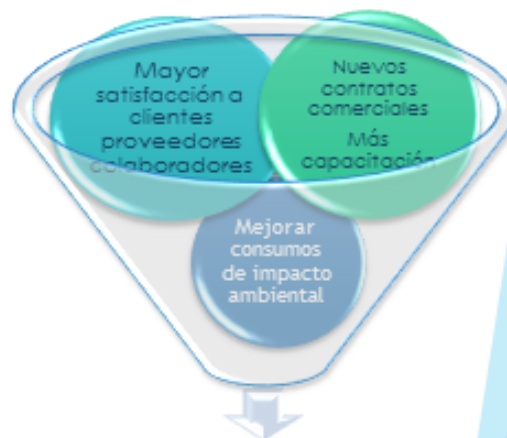 Mayor
satisfacción a
clientes
proveedores
colaboradores
Nuevos
contratos
comerciales
Más
capacitación
Mejorar
consumos
de impacto
ambiental